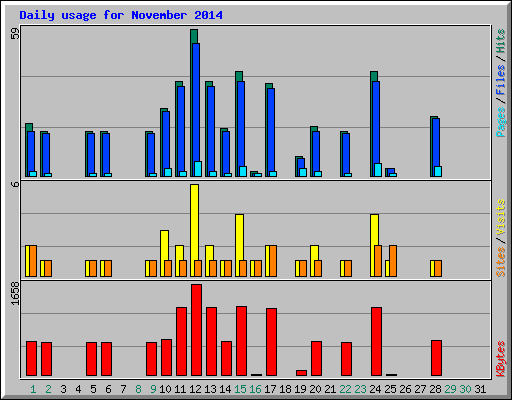 Daily usage for November 2014
59
Pages/Files/Hits
6
Sites/Visits
1658
KBytes
1 2 3 4 5 6 7 8 9 10 11 12 13 14 15 16 17 18 19 20 21 22 23 24 25 26 27 28 29 30 31